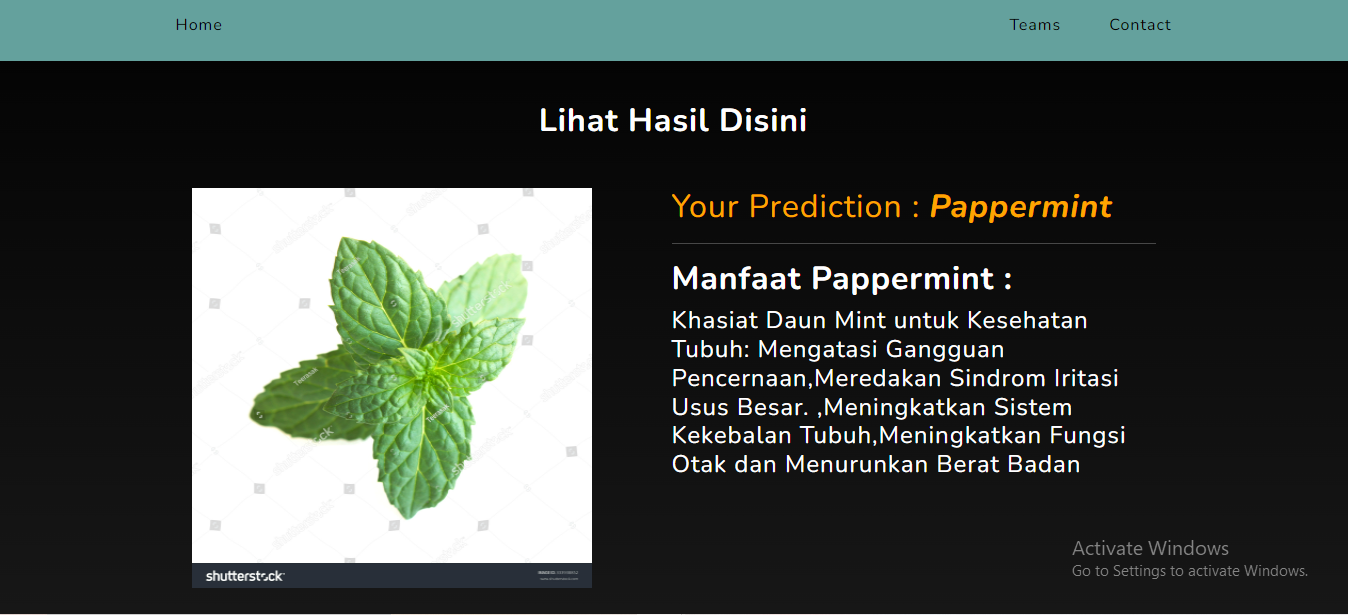 Home
Teams
Contact
Lihat Hasil Disini
Your Prediction : Pappermint
Manfaat Pappermint :
Khasiat Daun Mint untuk Kesehatan
Tubuh: Mengatasi Gangguan
Pencernaan,Meredakan Sindrom Iritasi
Usus Besar. ,Meningkatkan Sistem
Kekebalan Tubuh,Meningkatkan Fungsi
Otak dan Menurunkan Berat Badan
shutterstock
Activate Windows
Go to Settings to activate Windows.